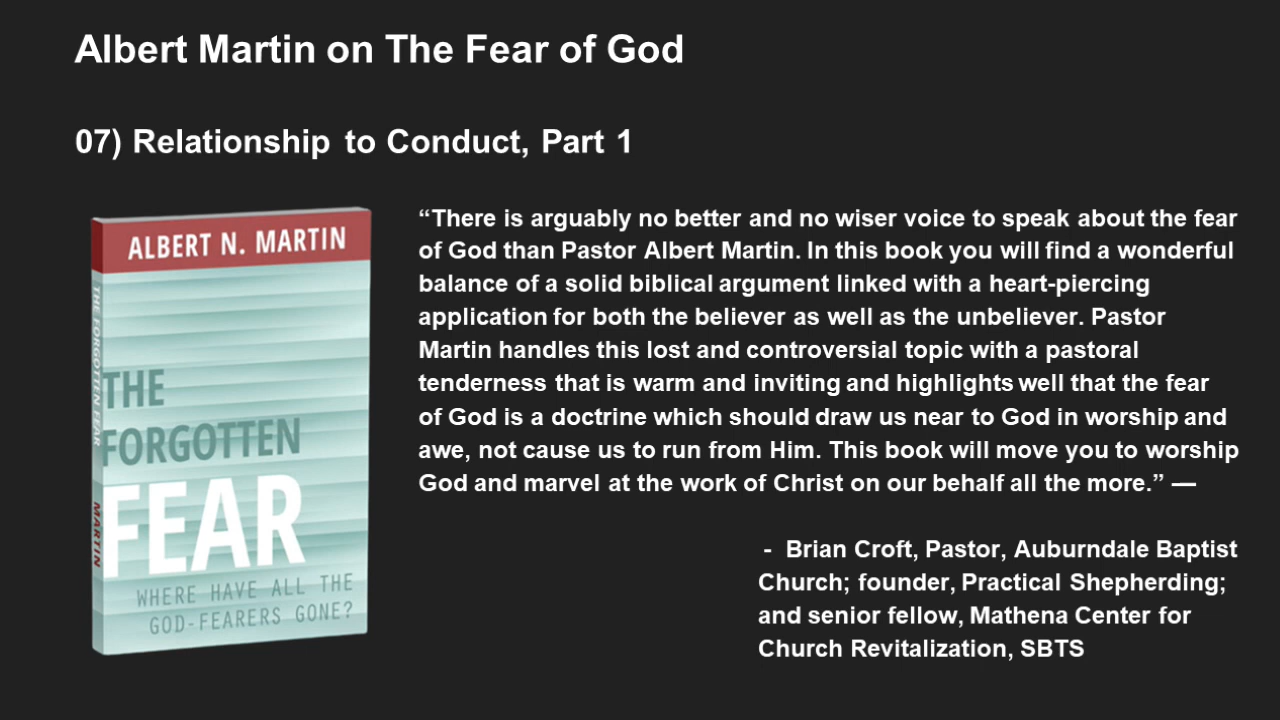 Albert Martin on The Fear of God
07) Relationship to Conduct, Part 1
ALBERT N. MARTIN
THE FORGOTTEN FEAR
MARTIN
THE
FORGOTTEN
FEAR
WHERE HAVE ALL THE
GOD-FEARERS GONE?
“There is arguably no better and no wiser voice to speak about the fear
of God than Pastor Albert Martin. In this book you will find a wonderful
balance of a solid biblical argument linked with a heart-piercing
application for both the believer as well as the unbeliever. Pastor
Martin handles this lost and controversial topic with a pastoral
tenderness that is warm and inviting and highlights well that the fear
of God is a doctrine which should draw us near to God in worship and
awe, not cause us to run from Him. This book will move you to worship
God and marvel at the work of Christ on our behalf all the more.” —
- Brian Croft, Pastor, Auburndale Baptist
Church; founder, Practical Shepherding;
and senior fellow, Mathena Center for
Church Revitalization, SBTS